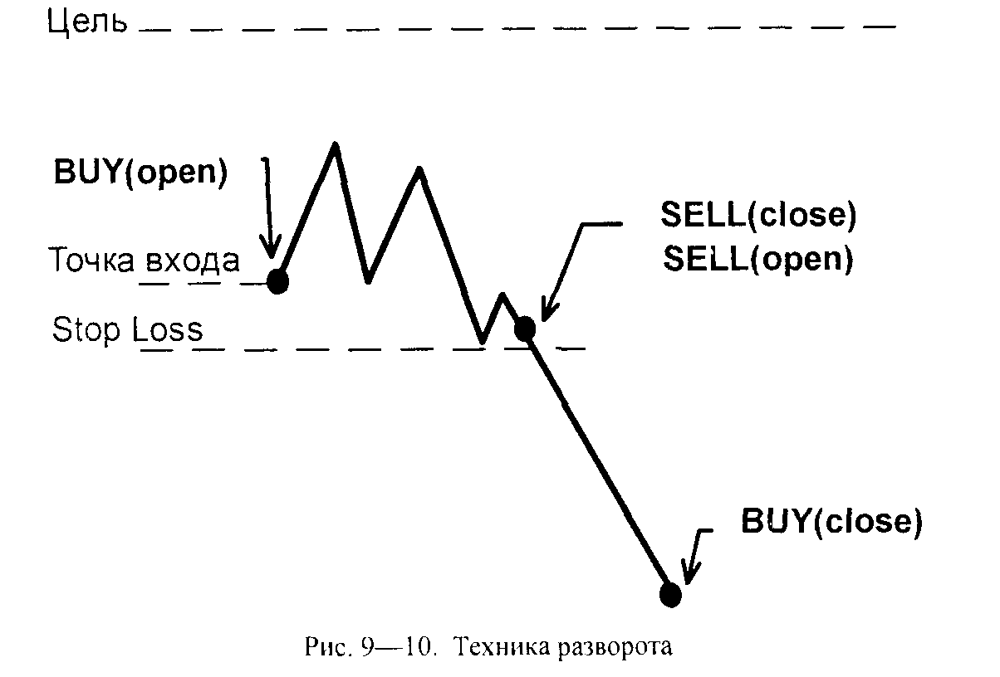 Цель
BUY(open)
SELL(close)
SELL(open)
Точка входа
Stop Loss
BUY(close)
Рис. 9—10. Техника разворота